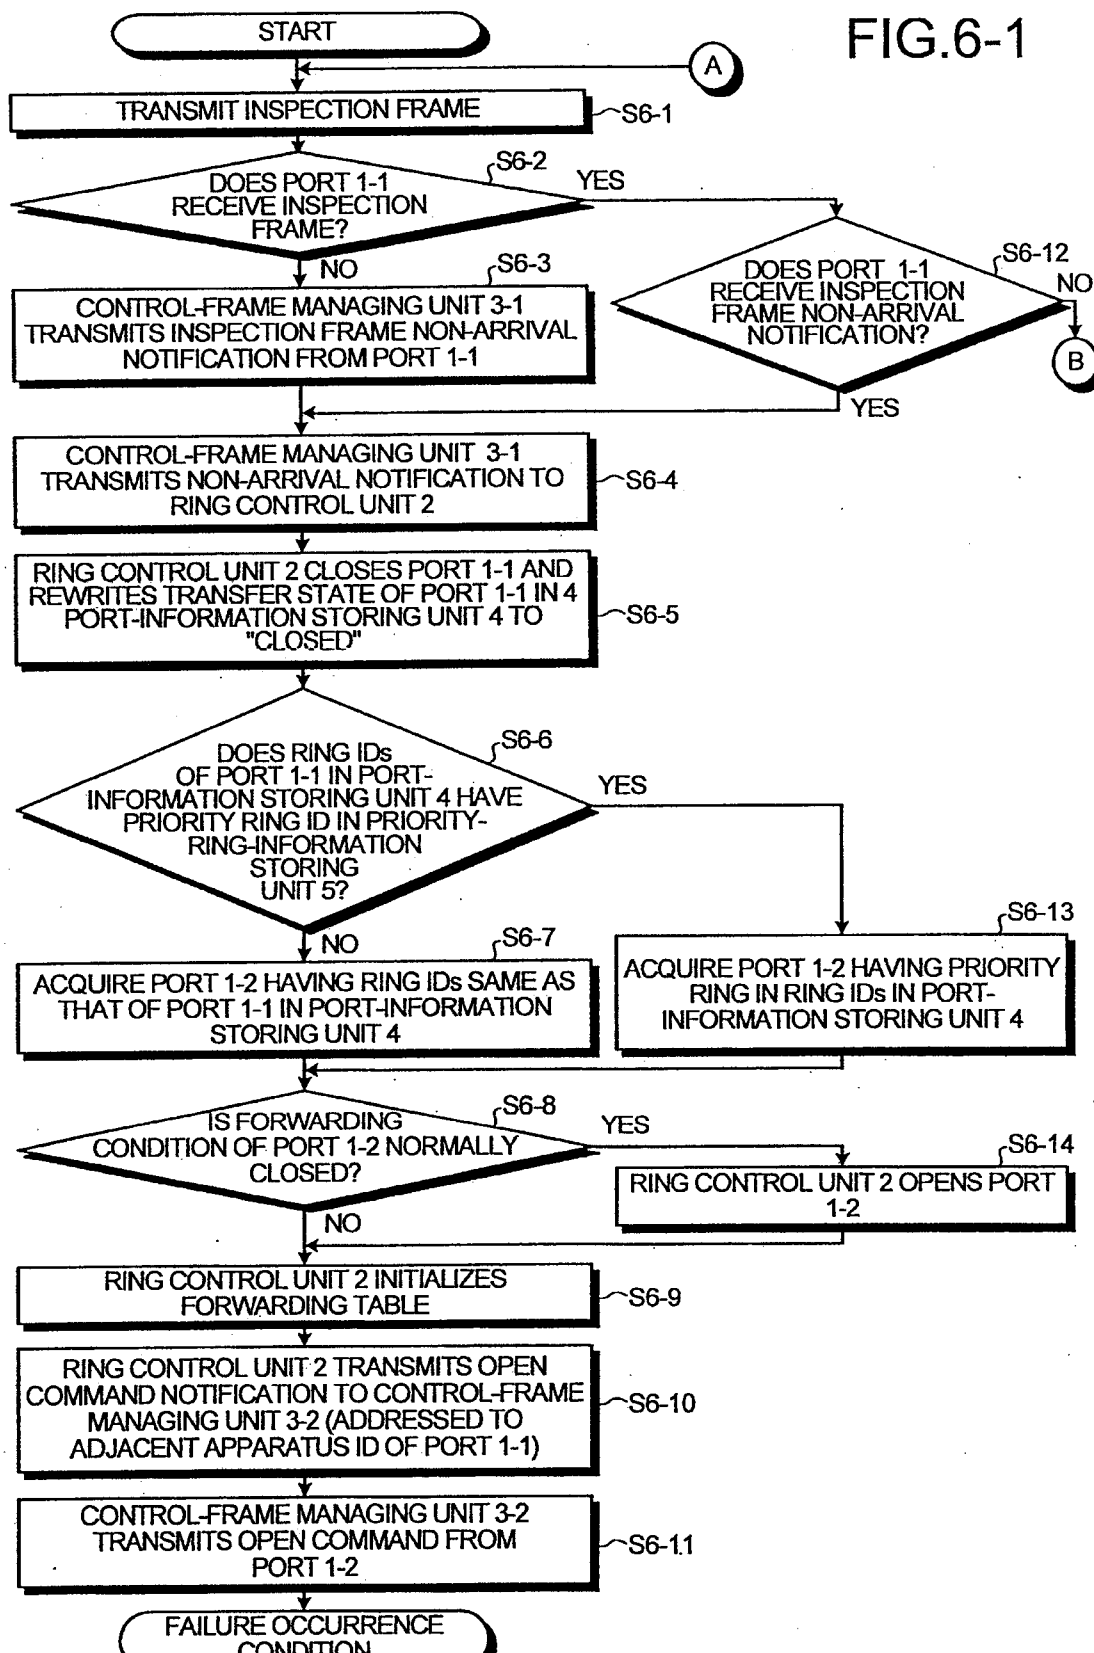 FIG.6-1
START
A
TRANSMIT INSPECTION FRAME
S6-1
S6-2
DOES PORT 1-1
RECEIVE INSPECTION
FRAME?
YES
NO
S6-3
CONTROL-FRAME MANAGING UNIT 3-1
TRANSMITS INSPECTION FRAME NON-ARRIVAL
NOTIFICATION FROM PORT 1-1
S6-12
DOES PORT 1-1
RECEIVE INSPECTION
FRAME NON-ARRIVAL
NOTIFICATION?
NO
B
YES
CONTROL-FRAME MANAGING UNIT 3-1
TRANSMITS NON-ARRIVAL NOTIFICATION TO
RING CONTROL UNIT 2
S6-4
RING CONTROL UNIT 2 CLOSES PORT 1-1 AND
REWRITES TRANSFER STATE OF PORT 1-1 IN 4
PORT-INFORMATION STORING UNIT 4 TO
"CLOSED"
S6-5
S6-6
DOES RING IDs
OF PORT 1-1 IN PORT-
INFORMATION STORING UNIT 4 HAVE
PRIORITY RING ID IN PRIORITY-
RING-INFORMATION
STORING
UNIT 5?
YES
NO
S6-7
ACQUIRE PORT 1-2 HAVING RING IDs SAME AS
THAT OF PORT 1-1 IN PORT-INFORMATION
STORING UNIT 4
S6-13
ACQUIRE PORT 1-2 HAVING PRIORITY
RING IN RING IDs IN PORT-
INFORMATION STORING UNIT 4
S6-8
IS FORWARDING
CONDITION OF PORT 1-2 NORMALLY
CLOSED?
YES
NO
S6-14
RING CONTROL UNIT 2 OPENS PORT
1-2
RING CONTROL UNIT 2 INITIALIZES
FORWARDING TABLE
S6-9
RING CONTROL UNIT 2 TRANSMITS OPEN
COMMAND NOTIFICATION TO CONTROL-FRAME
MANAGING UNIT 3-2 (ADDRESSED TO
ADJACENT APPARATUS ID OF PORT 1-1)
S6-10
CONTROL-FRAME MANAGING UNIT 3-2
TRANSMITS OPEN COMMAND FROM
PORT 1-2
S6-11
FAILURE OCCURRENCE
CONDITION